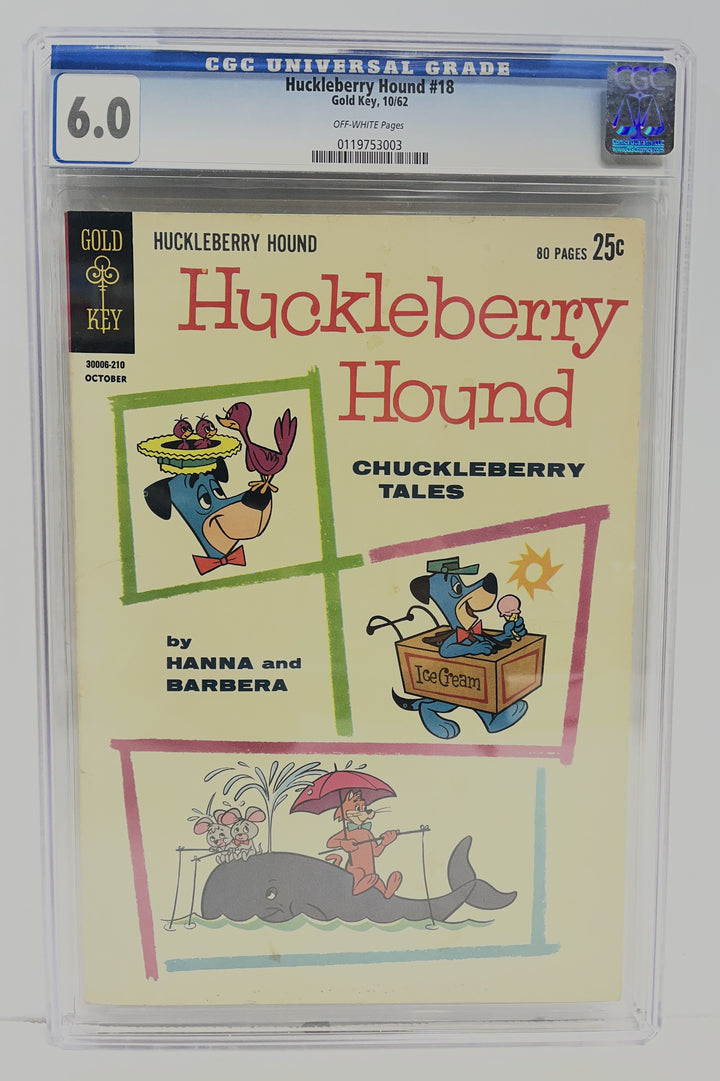 CGC UNIVERSAL GRADE
6.0
Huckleberry Hound #18
Gold Key, 10/62
OFF-WHITE Pages
0119753003
CGC
GOLD
KEY
30006-210
OCTOBER
HUCKLEBERRY HOUND
80 PAGES 25c
Huckleberry
Hound
CHUCKLEBERRY
TALES
by
HANNA and
BARBERA
Ice Cream